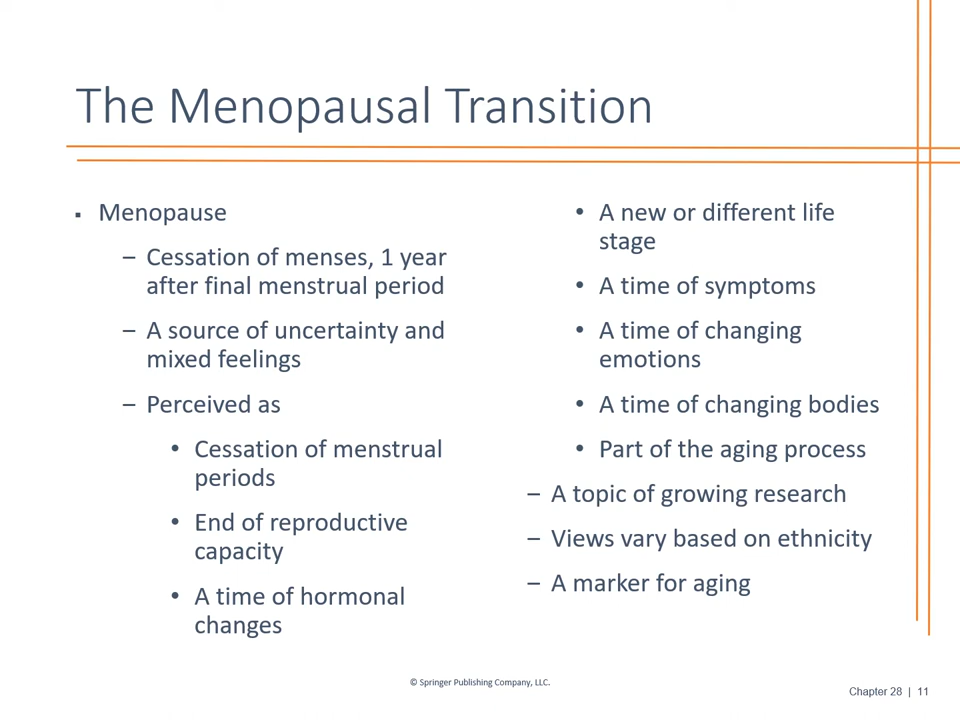 The Menopausal Transition
▪ Menopause
– Cessation of menses, 1 year
after final menstrual period
– A source of uncertainty and
mixed feelings
– Perceived as
• Cessation of menstrual
periods
• End of reproductive
capacity
• A time of hormonal
changes
• A new or different life
stage
• A time of symptoms
• A time of changing
emotions
• A time of changing bodies
• Part of the aging process
– A topic of growing research
– Views vary based on ethnicity
– A marker for aging
© Springer Publishing Company, LLC.
Chapter 28 | 11